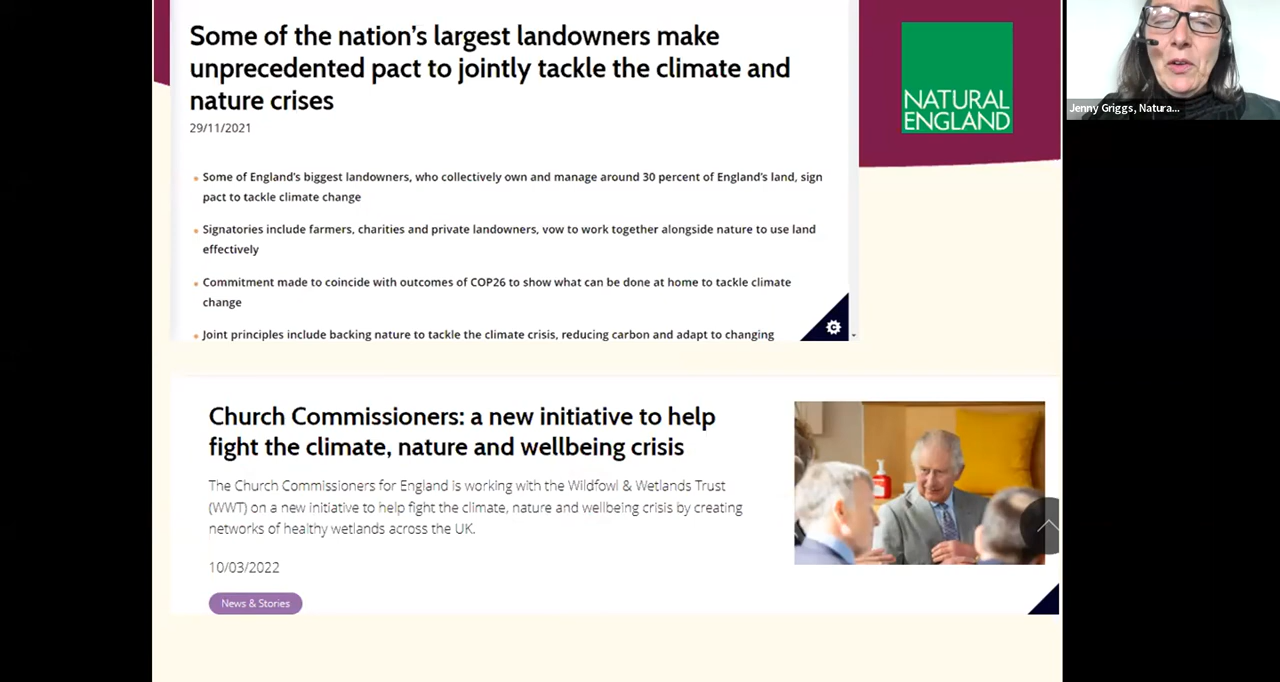 Some of the nation's largest landowners make
unprecedented pact to jointly tackle the climate and
nature crises
29/11/2021
Some of England's biggest landowners, who collectively own and manage around 30 percent of England's land, sign
pact to tackle climate change
Signatories include farmers, charities and private landowners, vow to work together alongside nature to use land
effectively
Commitment made to coincide with outcomes of COP26 to show what can be done at home to tackle climate
change
Joint principles include backing nature to tackle the climate crisis, reducing carbon and adapt to changing
NATURAL
ENGLAND
Jenny Griggs, Natura...
Church Commissioners: a new initiative to help
fight the climate, nature and wellbeing crisis
The Church Commissioners for England is working with the Wildfowl & Wetlands Trust
(WWT) on a new initiative to help fight the climate, nature and wellbeing crisis by creating
networks of healthy wetlands across the UK.
10/03/2022
News & Stories